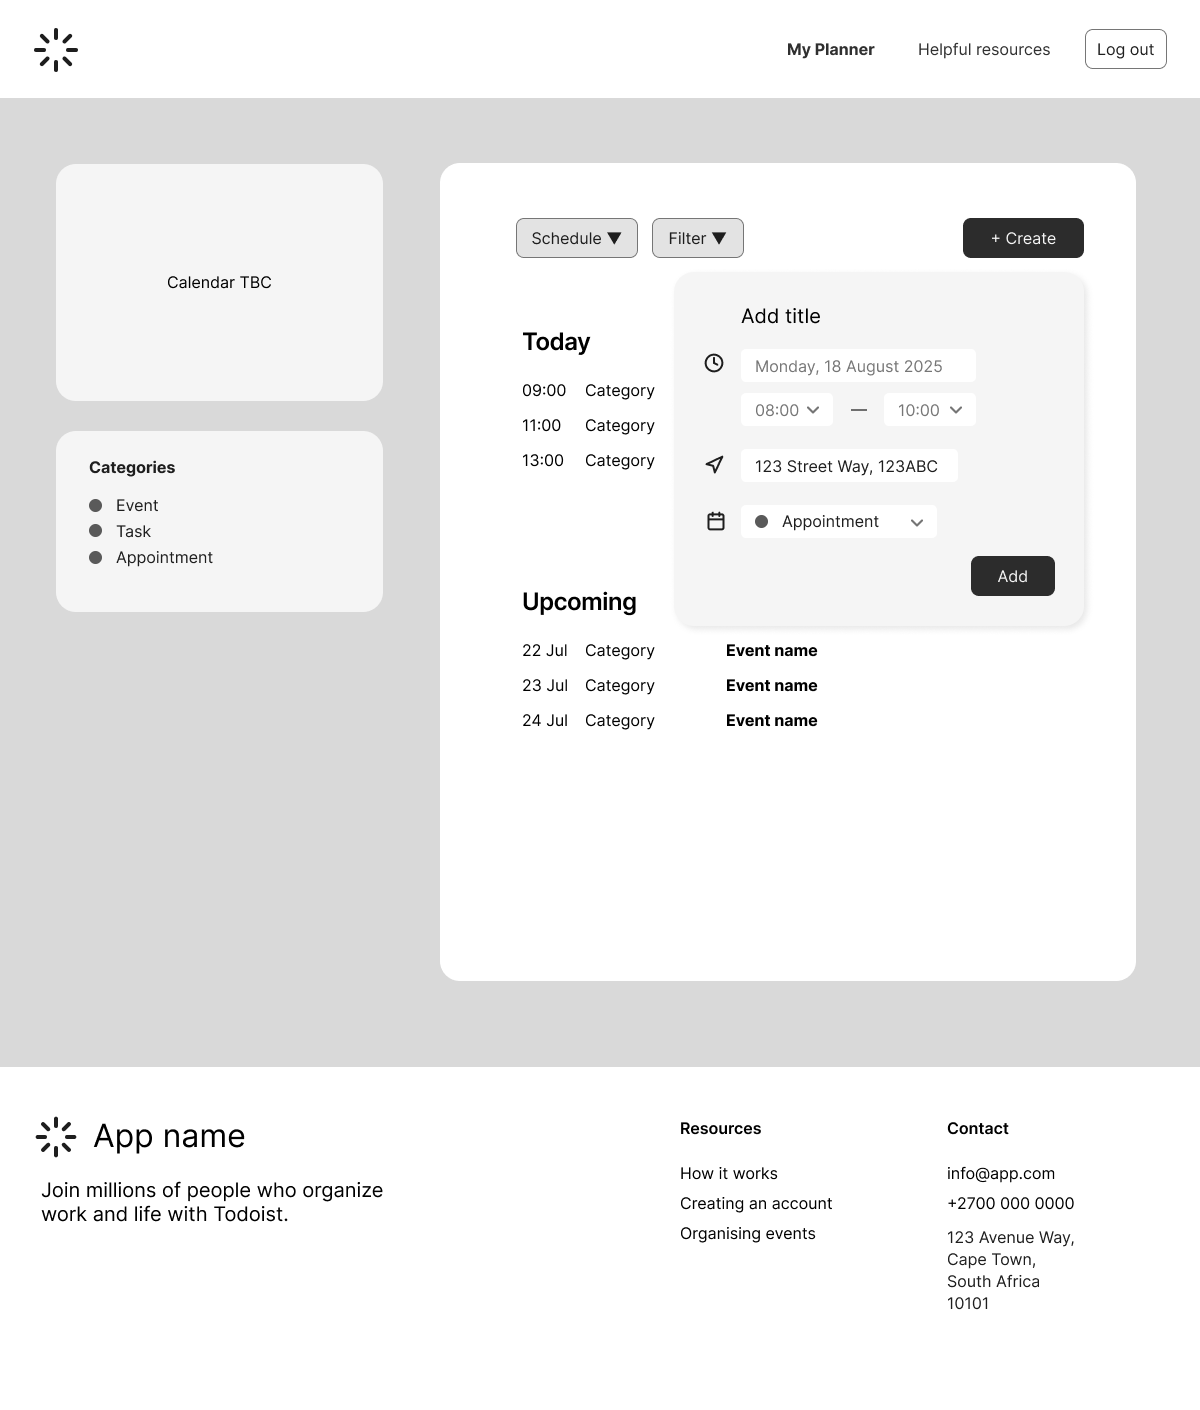 My Planner
Helpful resources
Log out
Calendar TBC
Categories
Event
Task
Appointment
Schedule ▼
Filter ▼
+ Create
Today
09:00 Category
11:00 Category
13:00 Category
Add title
Monday, 18 August 2025
08:00 — 10:00
123 Street Way, 123ABC
Appointment
Add
Upcoming
22 Jul Category Event name
23 Jul Category Event name
24 Jul Category Event name
App name
Join millions of people who organize
work and life with Todoist.
Resources
How it works
Creating an account
Organising events
Contact
info@app.com
+2700 000 0000
123 Avenue Way,
Cape Town,
South Africa
10101